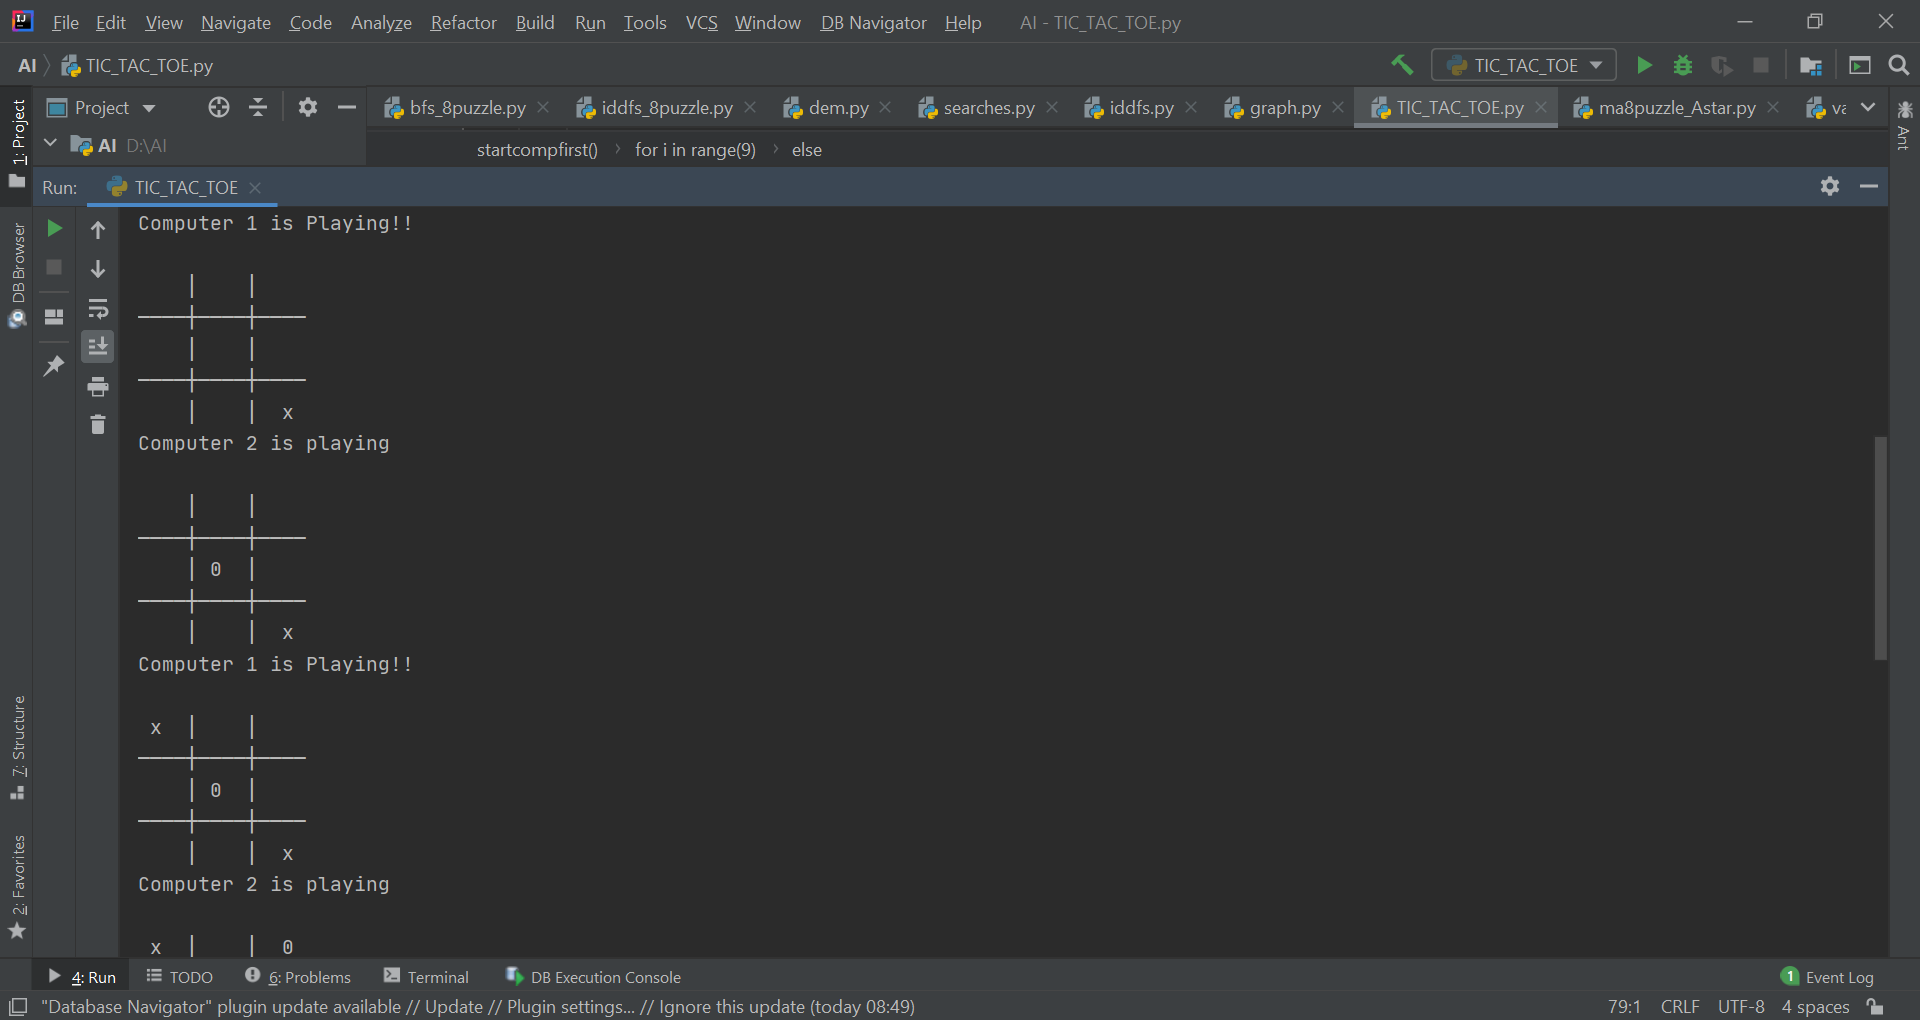 File Edit View Navigate Code Analyze Refactor Build Run Tools VCS Window DB Navigator Help AI - TIC_TAC_TOE.py
AI TIC_TAC_TOE.py TIC_TAC_TOE
1: Project
Project bfs_8puzzle.py iddfs_8puzzle.py dem.py searches.py iddfs.py graph.py TIC_TAC_TOE.py ma8puzzle_Astar.py va
Ant
AI D:\AI startcompfirst() for i in range(9) else
Run: TIC_TAC_TOE
DB Browser
Computer 1 is Playing!!
| |
────┼────┼────
| |
────┼────┼────
| | x
Computer 2 is playing
| |
────┼────┼────
| 0 |
────┼────┼────
| | x
Computer 1 is Playing!!
x | |
────┼────┼────
| 0 |
────┼────┼────
| | x
Computer 2 is playing
x | | 0
7: Structure
2: Favorites
4: Run TODO 6: Problems Terminal DB Execution Console 1 Event Log
"Database Navigator" plugin update available // Update // Plugin settings... // Ignore this update (today 08:49) 79:1 CRLF UTF-8 4 spaces